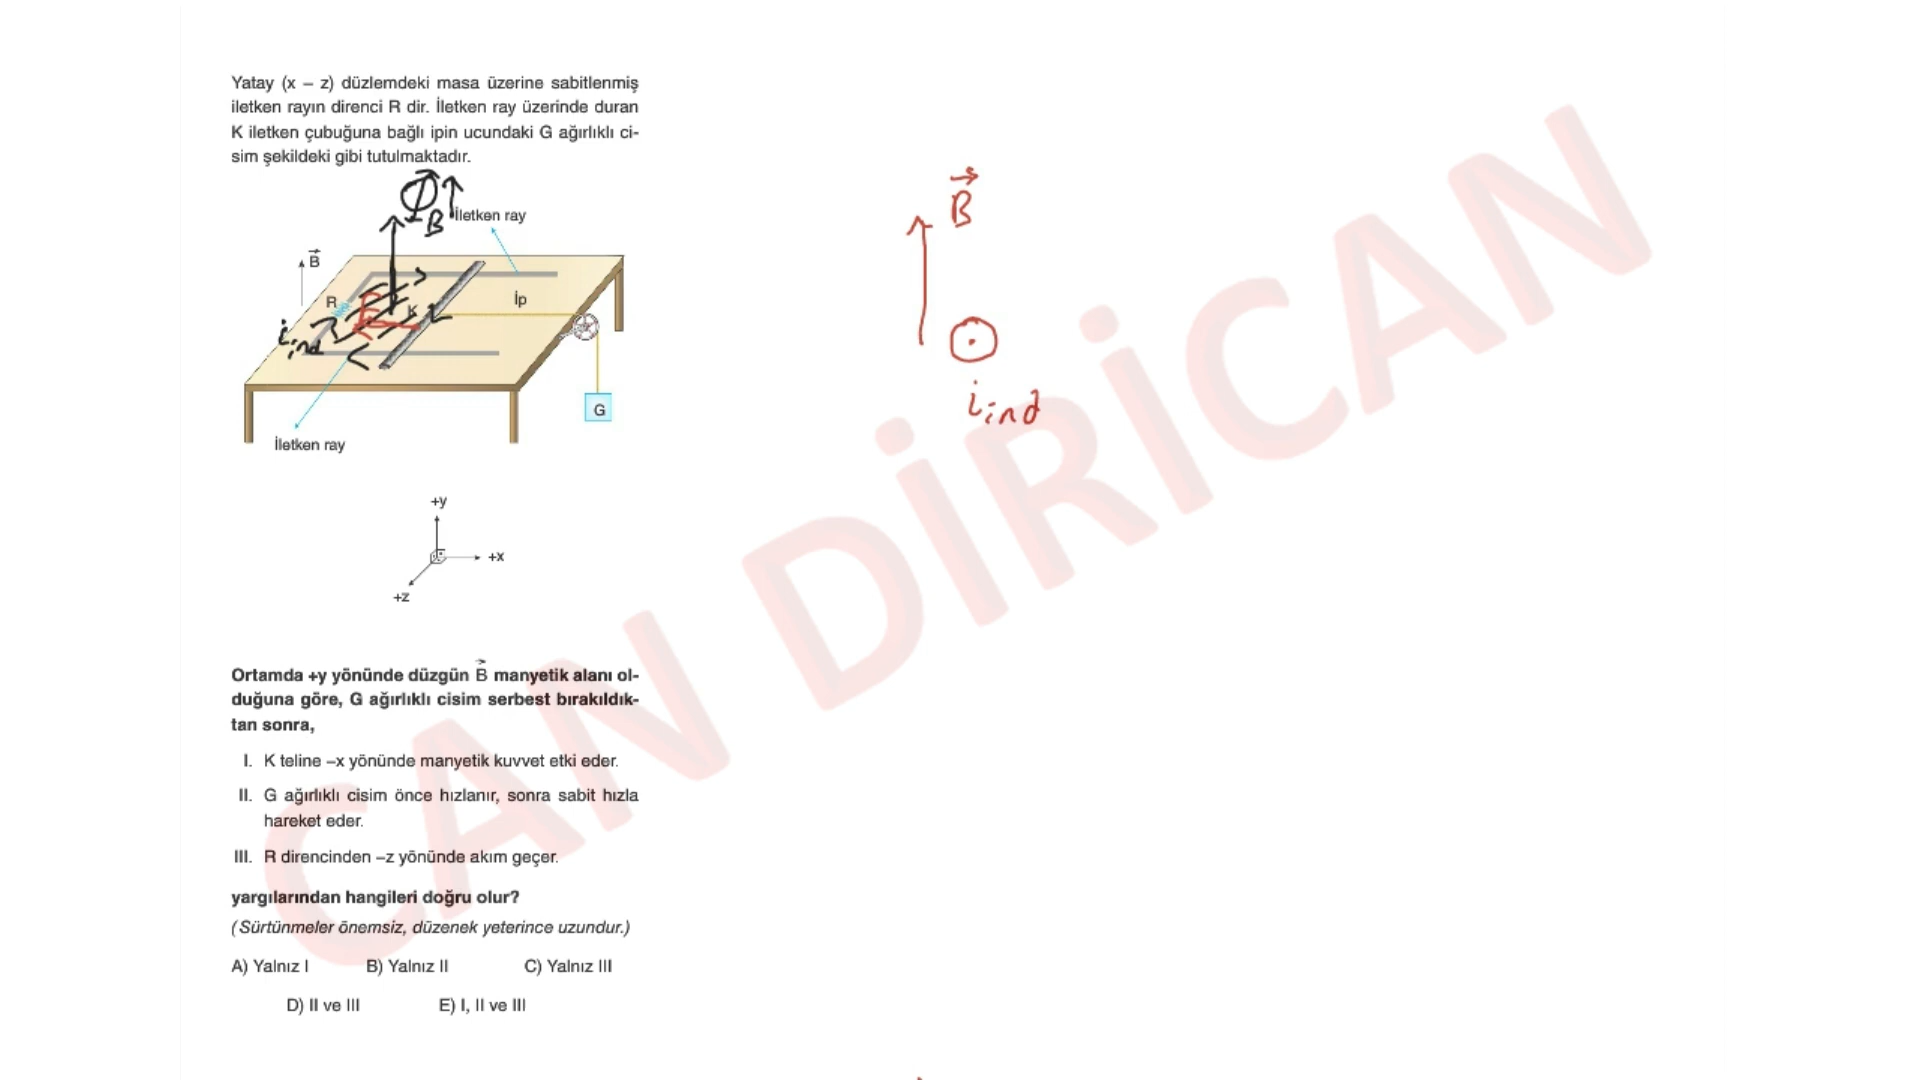 Yatay (x – z) düzlemdeki masa üzerine sabitlenmiş
iletken rayın direnci R dir. İletken ray üzerinde duran
K iletken çubuğuna bağlı ipin ucundaki G ağırlıklı ci-
sim şekildeki gibi tutulmaktadır.
Φ B
İletken ray
B
R
K
İp
i ind
G
İletken ray
B
i ind
+y
+x
+z
Ortamda +y yönünde düzgün B manyetik alanı ol-
duğuna göre, G ağırlıklı cisim serbest bırakıldık-
tan sonra,
I. K teline –x yönünde manyetik kuvvet etki eder.
II. G ağırlıklı cisim önce hızlanır, sonra sabit hızla
hareket eder.
III. R direncinden –z yönünde akım geçer.
yargılarından hangileri doğru olur?
(Sürtünmeler önemsiz, düzenek yeterince uzundur.)
A) Yalnız I B) Yalnız II C) Yalnız III
D) II ve III E) I, II ve III
CAN DİRİCAN